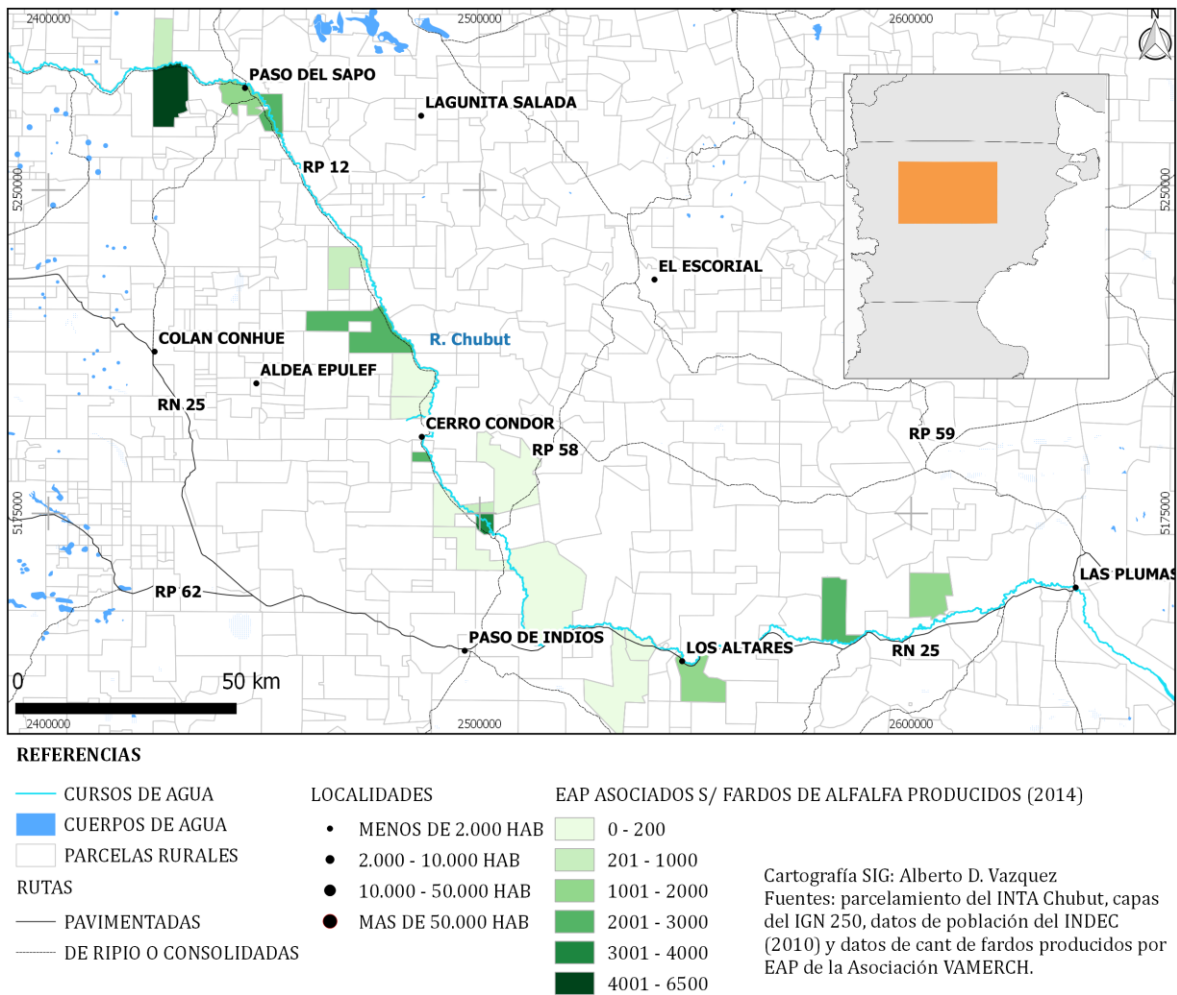 2400000
2500000
2600000
N
PASO DEL SAPO
LAGUNITA SALADA
RP 12
5250000
5250000
EL ESCORIAL
COLAN CONHUE
R. Chubut
ALDEA EPULEF
RN 25
CERRO CONDOR
RP 59
RP 58
5175000
5175000
LAS PLUMAS
RP 62
PASO DE INDIOS
LOS ALTARES
RN 25
0 50 km
2400000
2500000
2600000
REFERENCIAS
CURSOS DE AGUA
CUERPOS DE AGUA
PARCELAS RURALES
RUTAS
PAVIMENTADAS
DE RIPIO O CONSOLIDADAS
LOCALIDADES
MENOS DE 2.000 HAB
2.000 - 10.000 HAB
10.000 - 50.000 HAB
MAS DE 50.000 HAB
EAP ASOCIADOS S/ FARDOS DE ALFALFA PRODUCIDOS (2014)
0 - 200
201 - 1000
1001 - 2000
2001 - 3000
3001 - 4000
4001 - 6500
Cartografía SIG: Alberto D. Vazquez
Fuentes: parcelamiento del INTA Chubut, capas
del IGN 250, datos de población del INDEC
(2010) y datos de cant de fardos producidos por
EAP de la Asociación VAMERCH.